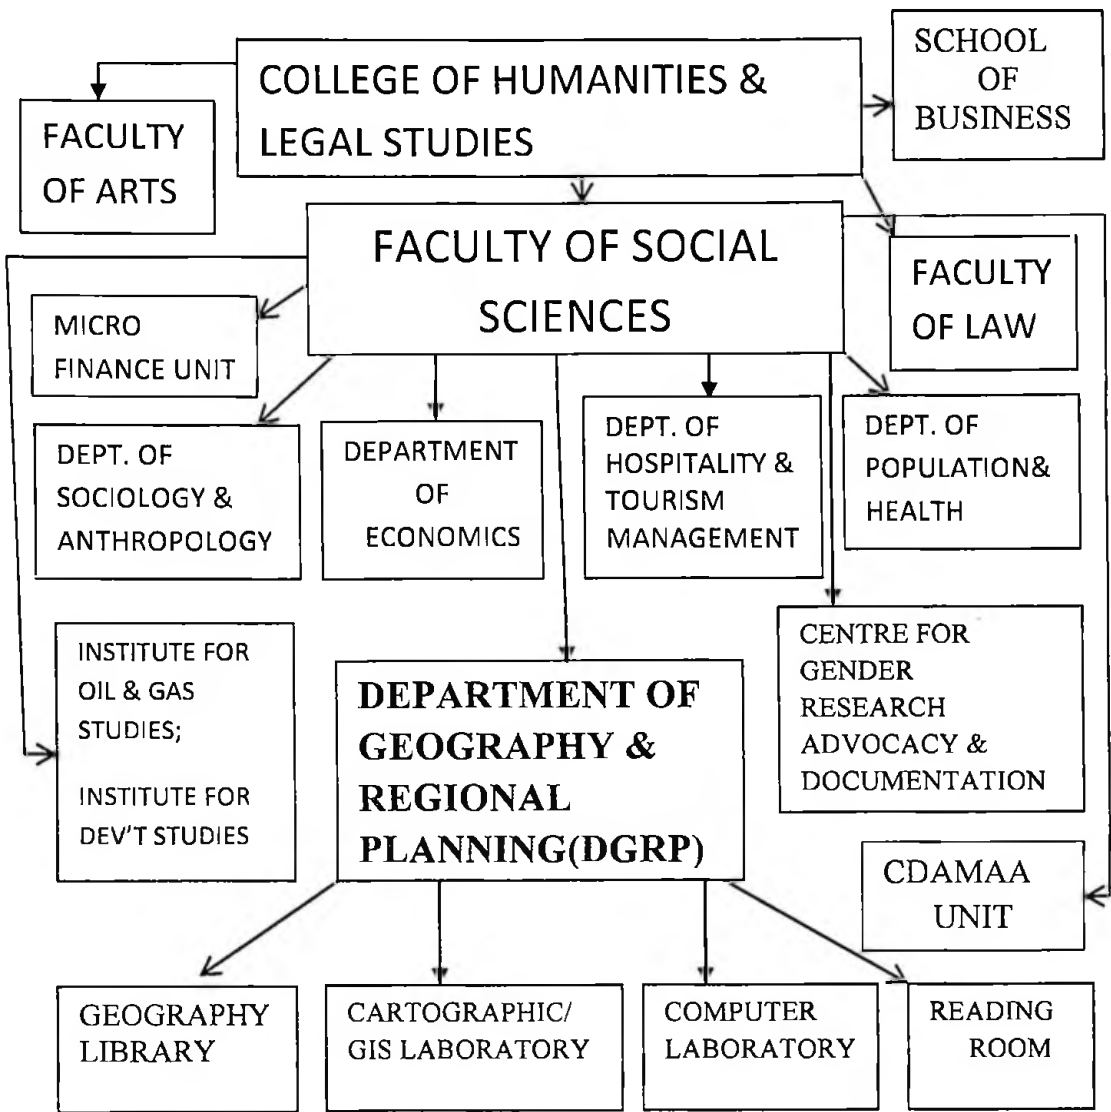 COLLEGE OF HUMANITIES &
LEGAL STUDIES
SCHOOL
OF
BUSINESS
FACULTY
OF ARTS
FACULTY OF SOCIAL
SCIENCES
FACULTY
OF LAW
MICRO
FINANCE UNIT
DEPT. OF
SOCIOLOGY &
ANTHROPOLOGY
DEPARTMENT
OF
ECONOMICS
DEPT. OF
HOSPITALITY &
TOURISM
MANAGEMENT
DEPT. OF
POPULATION&
HEALTH
INSTITUTE FOR
OIL & GAS
STUDIES;
INSTITUTE FOR
DEV'T STUDIES
DEPARTMENT OF
GEOGRAPHY &
REGIONAL
PLANNING(DGRP)
CENTRE FOR
GENDER
RESEARCH
ADVOCACY &
DOCUMENTATION
CDAMAA
UNIT
GEOGRAPHY
LIBRARY
CARTOGRAPHIC/
GIS LABORATORY
COMPUTER
LABORATORY
READING
ROOM